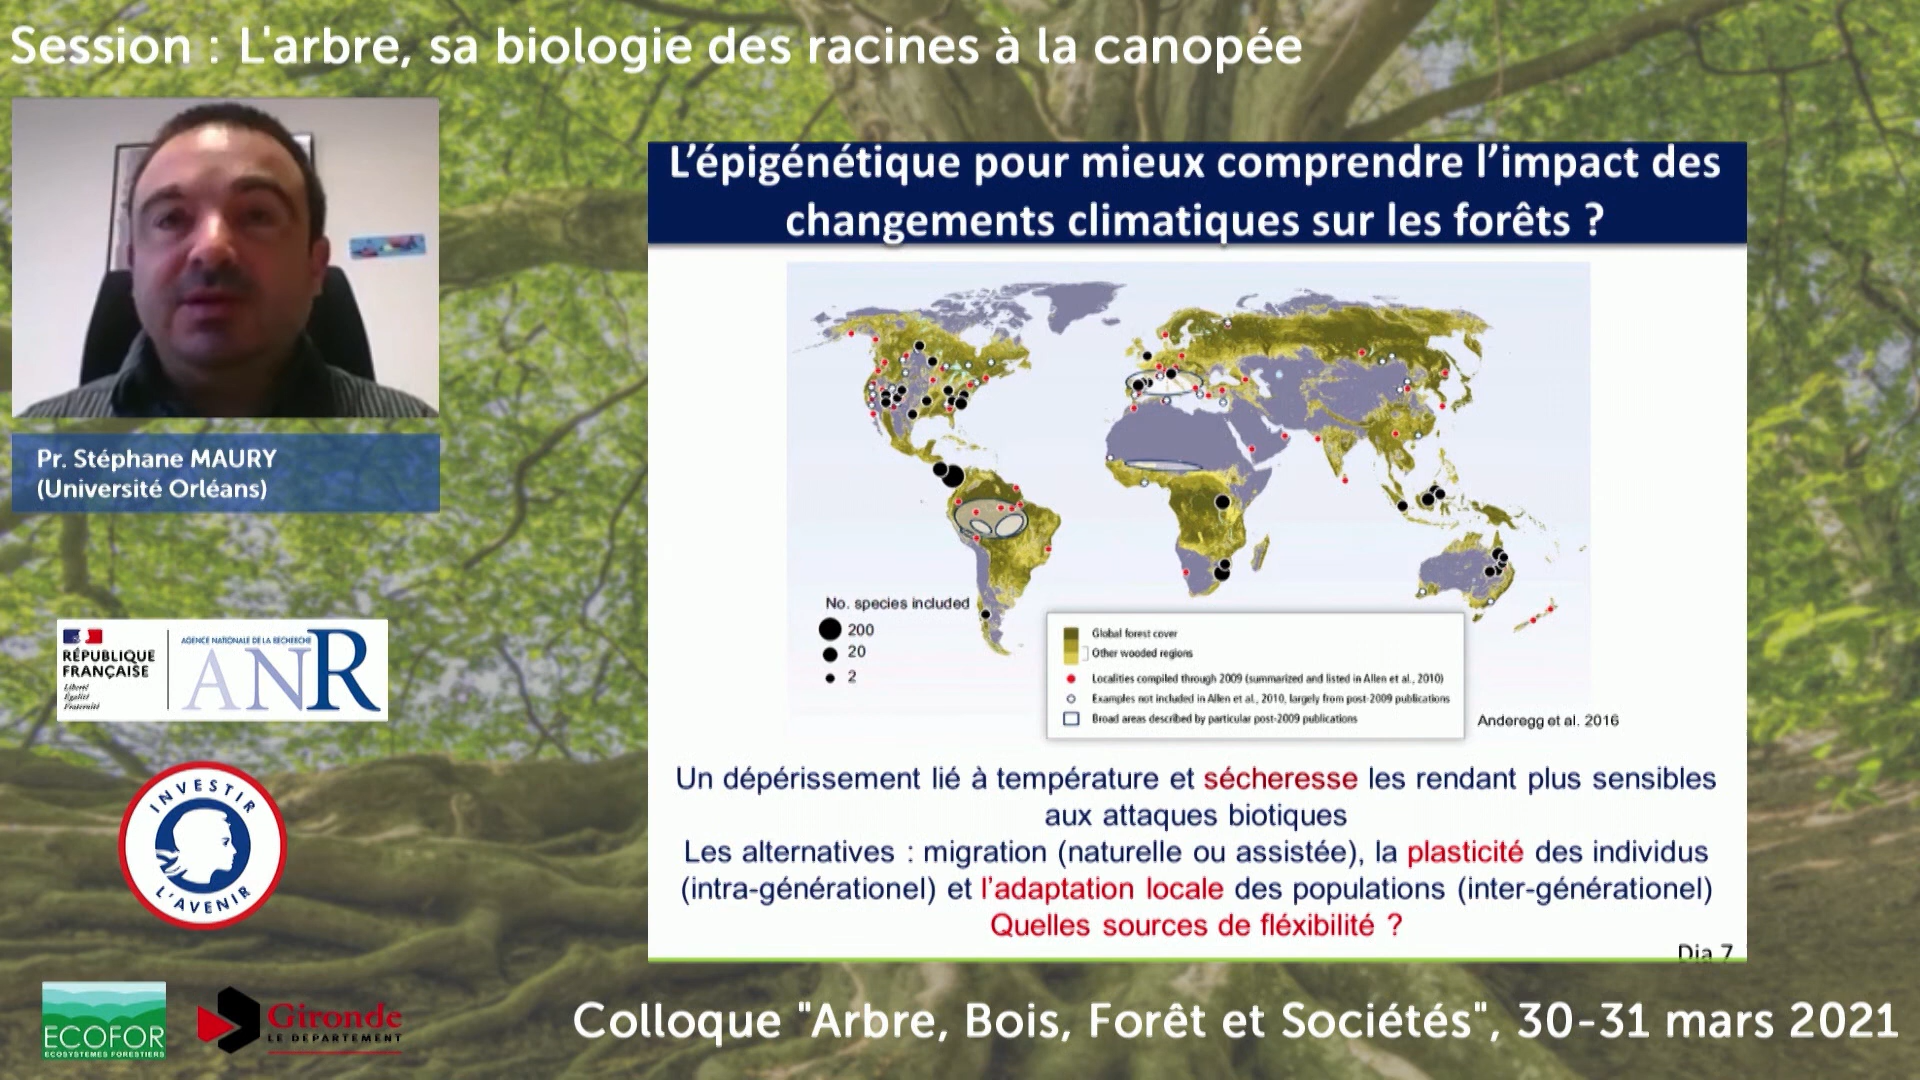 Session : L'arbre, sa biologie des racines à la canopée
Pr. Stéphane MAURY
(Université Orléans)
RÉPUBLIQUE
FRANÇAISE
Liberté
Égalité
Fraternité
AGENCE NATIONALE DE LA RECHERCHE
ANR
INVESTIR
L'AVENIR
ECOFOR
ECOSYSTEMES FORESTIERS
Gironde
LE DEPARTEMENT
L'épigénétique pour mieux comprendre l'impact des
changements climatiques sur les forêts ?
No. species included
200
20
2
Global forest cover
Other wooded regions
Localities compiled through 2009 (summarized and listed in Allen et al., 2010)
Examples not included in Allen et al., 2010, largely from post-2009 publications
Broad areas described by particular post-2009 publications
Anderegg et al. 2016
Un dépérissement lié à température et sécheresse les rendant plus sensibles
aux attaques biotiques
Les alternatives : migration (naturelle ou assistée), la plasticité des individus
(intra-générationel) et l'adaptation locale des populations (inter-générationel)
Quelles sources de fléxibilité ?
Dia 7
Colloque "Arbre, Bois, Forêt et Sociétés", 30-31 mars 2021